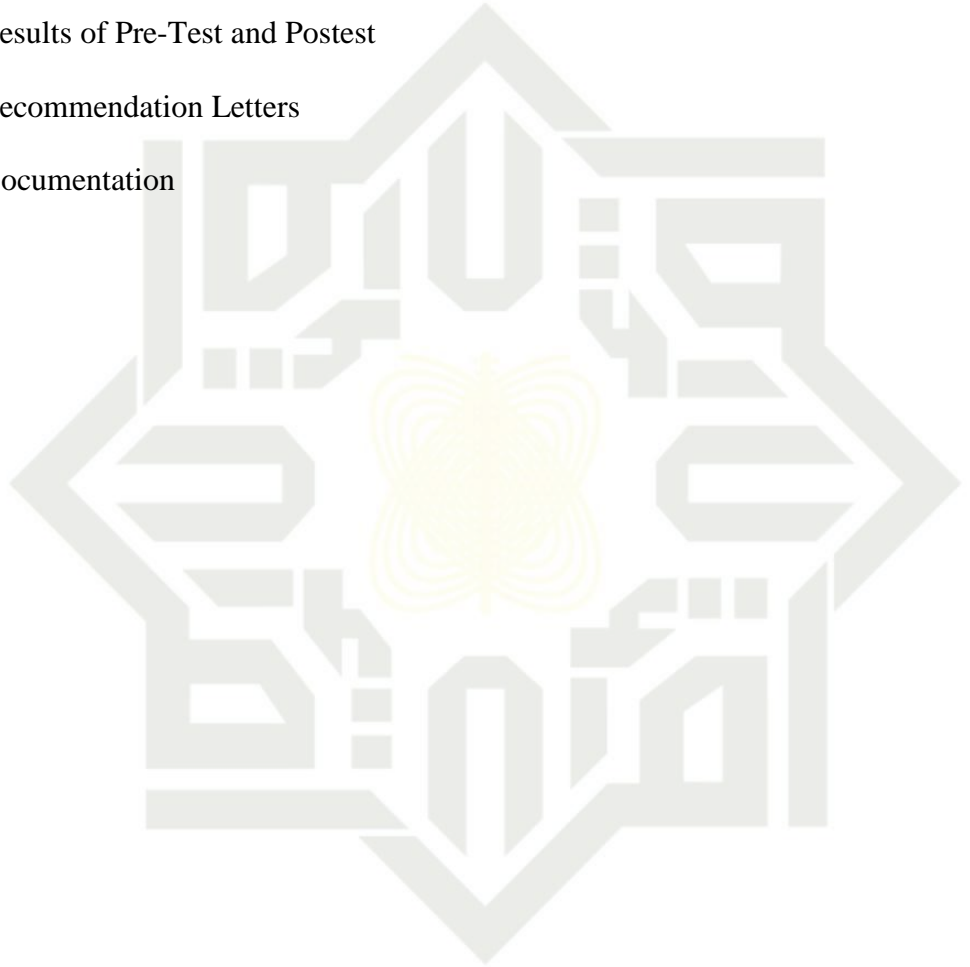 esults of Pre-Test and Postest
ecommendation Letters
ocumentation